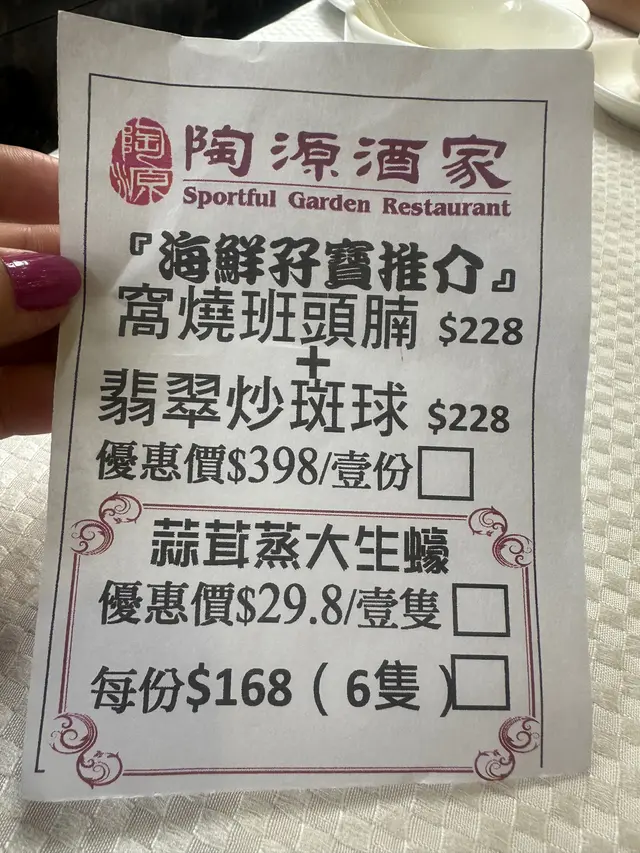 陶源
陶源酒家
Sportful Garden Restaurant
『海鮮孖寶推介』
窩燒班頭腩 $228
+
翡翠炒斑球 $228
優惠價$398/壹份
蒜茸蒸大生蠔
優惠價$29.8/壹隻
每份$168(6隻)